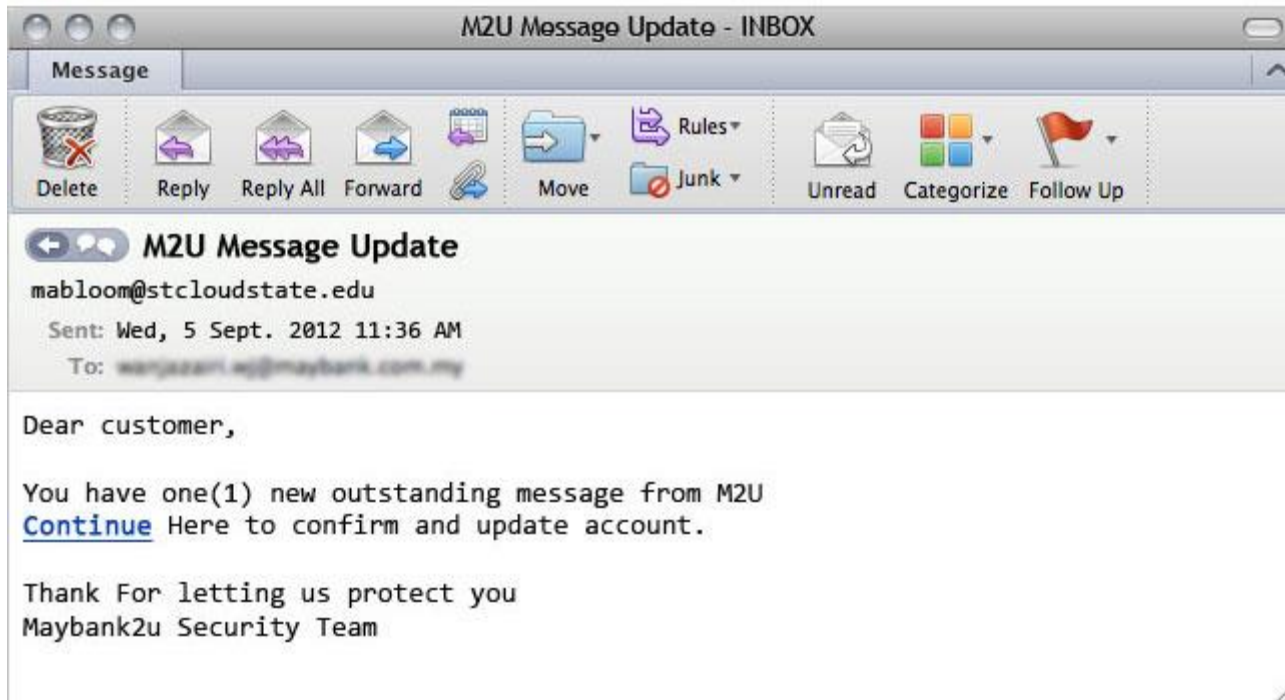 M2U Message Update - INBOX
Message
Delete
Reply
Reply All
Forward
Move
Rules
Junk
Unread
Categorize
Follow Up
M2U Message Update
mabloom@stcloudstate.edu
Sent: Wed, 5 Sept. 2012 11:36 AM
To:
Dear customer,
You have one(1) new outstanding message from M2U
Continue Here to confirm and update account.
Thank For letting us protect you
Maybank2u Security Team